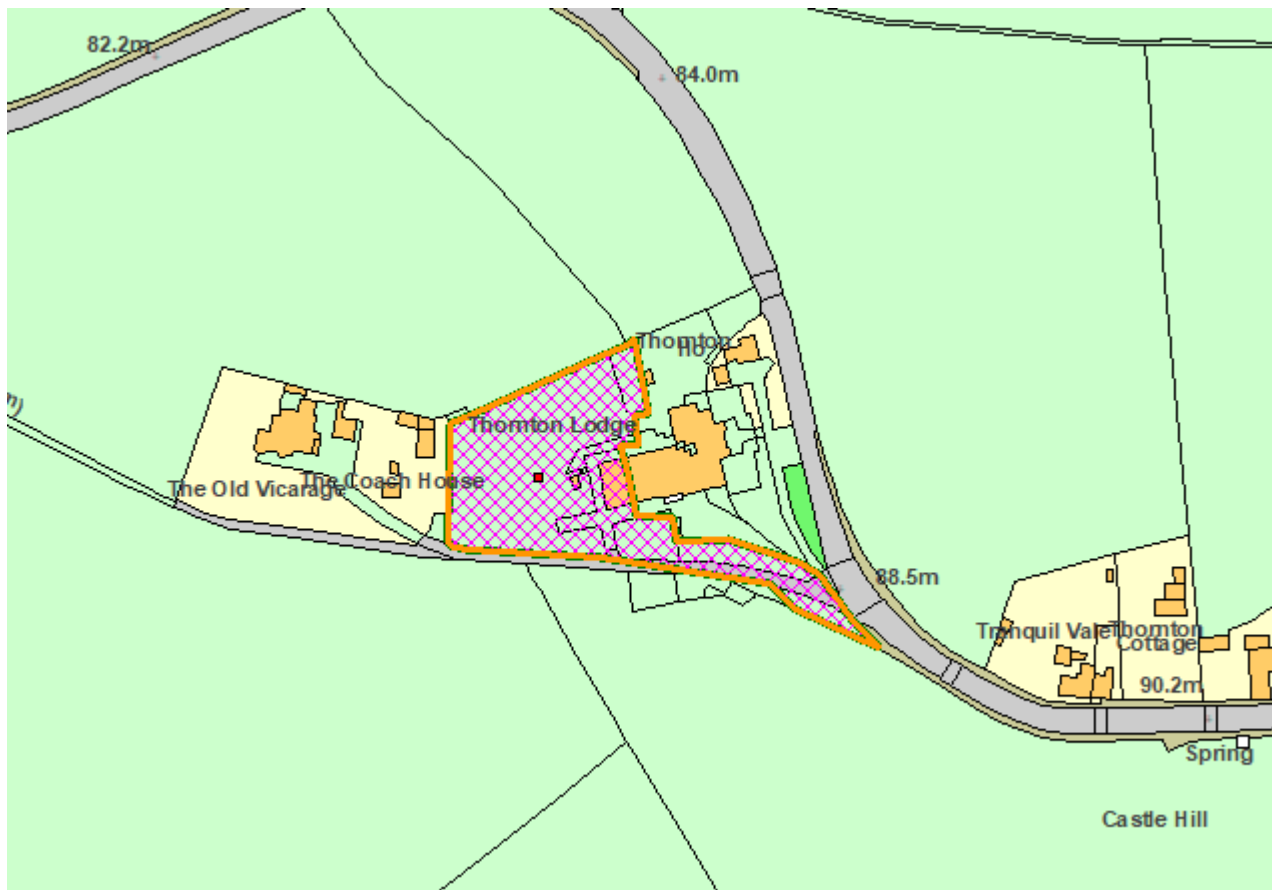 82.2m
84.0m
Thornton
Ho
Thornton Lodge
The Coach House
The Old Vicarage
88.5m
Tranquil Vale
Thornton
Cottage
90.2m
Spring
Castle Hill